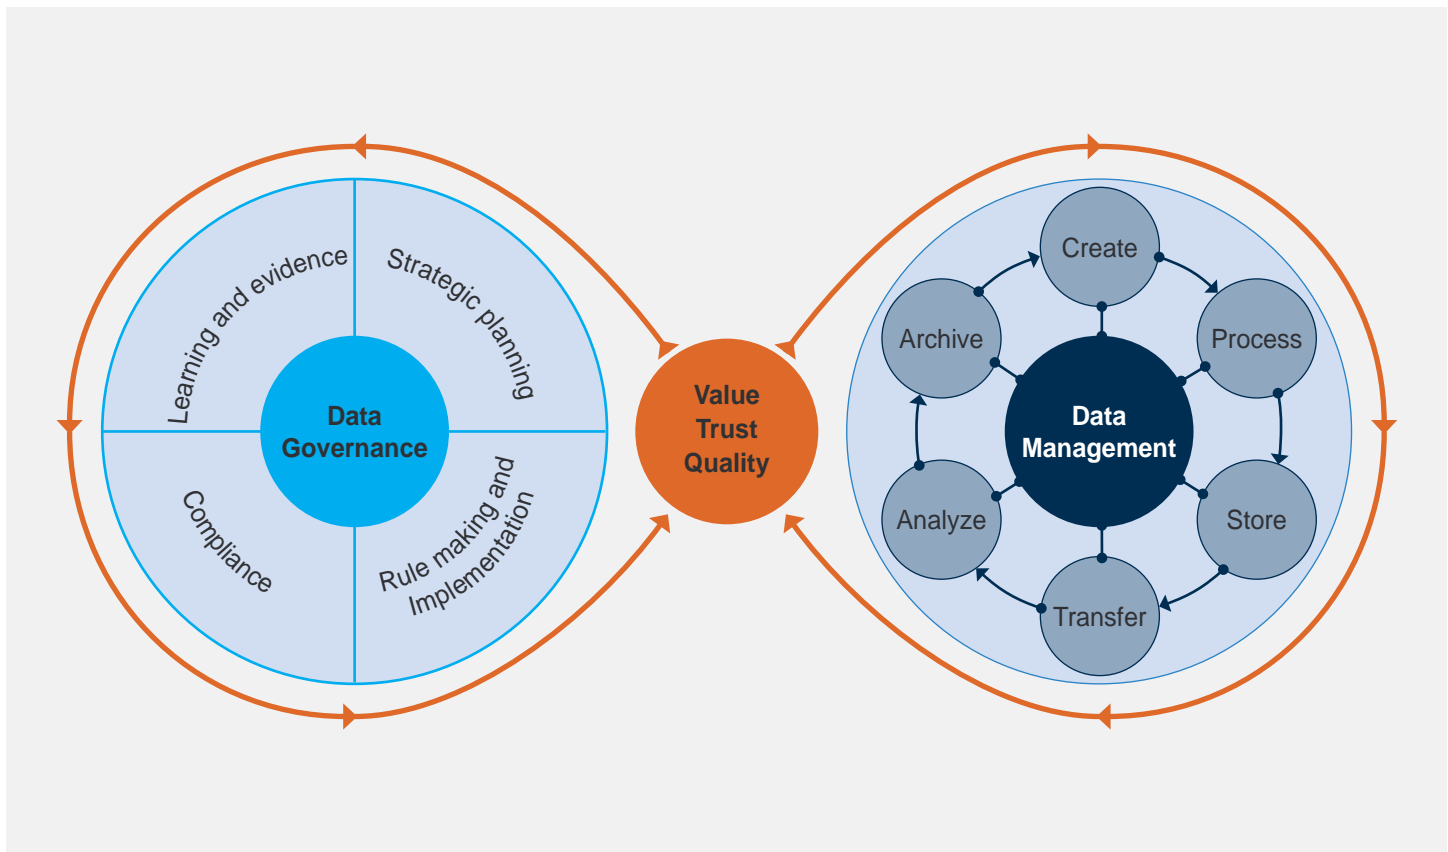 Learning and evidence
Strategic planning
Data
Governance
Compliance
Rule making and
Implementation
Value
Trust
Quality
Create
Process
Store
Transfer
Analyze
Archive
Data
Management